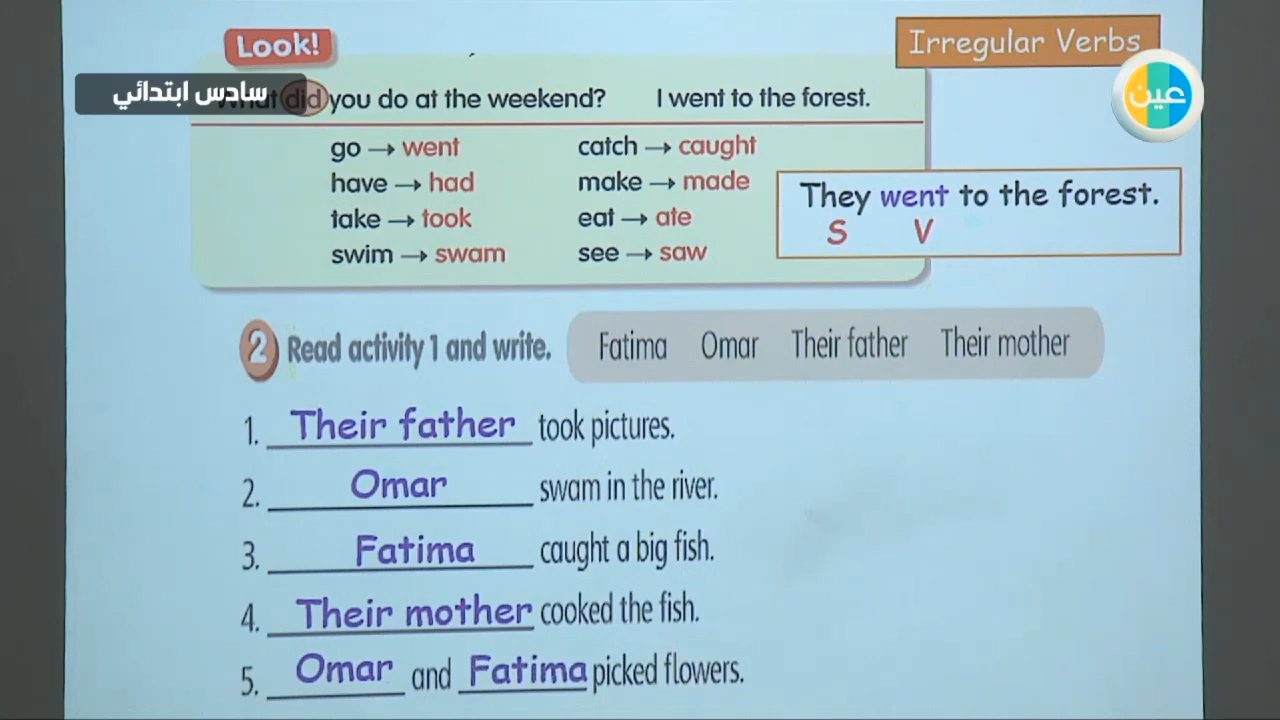 Look!
Irregular Verbs
سادس ابتدائي
عين
What did you do at the weekend? I went to the forest.
go → went catch → caught
have → had make → made
take → took eat → ate
swim → swam see → saw
They went to the forest.
S V
2 Read activity 1 and write.
Fatima Omar Their father Their mother
1. Their father took pictures.
2. Omar swam in the river.
3. Fatima caught a big fish.
4. Their mother cooked the fish.
5. Omar and Fatima picked flowers.